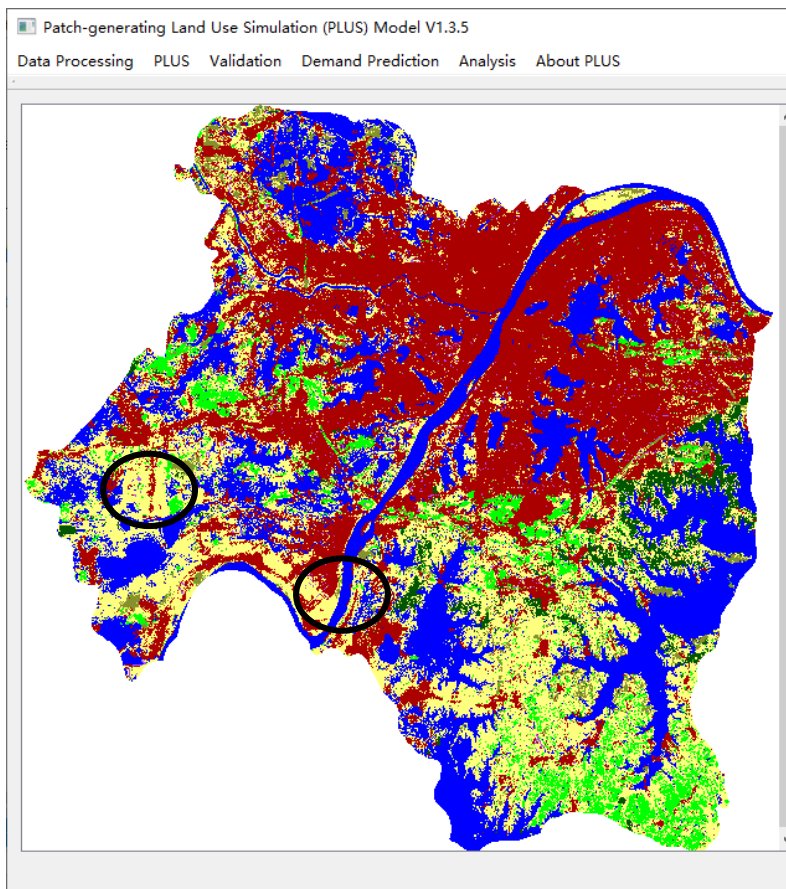 Patch-generating Land Use Simulation (PLUS) Model V1.3.5
Data Processing PLUS Validation Demand Prediction Analysis About PLUS